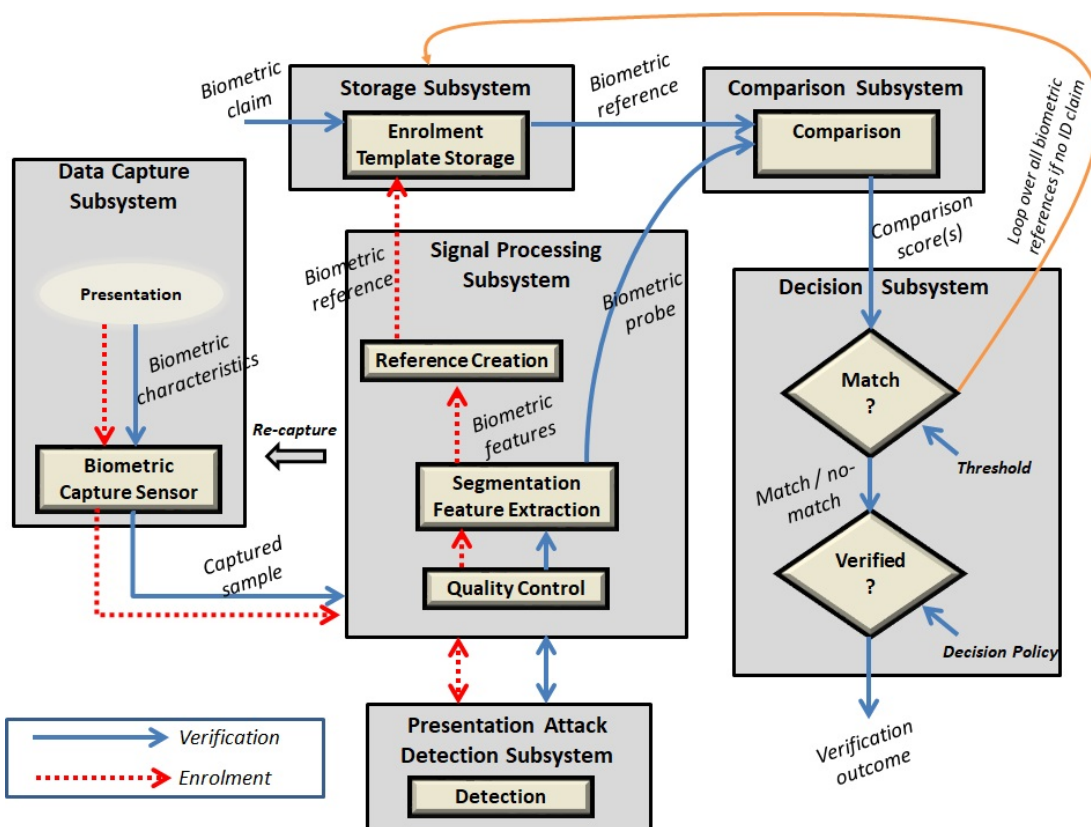 Biometric
claim
Storage Subsystem
Enrolment
Template Storage
Biometric
reference
Comparison Subsystem
Comparison
Loop over all biometric
references if no ID claim
Data Capture
Subsystem
Presentation
Biometric
characteristics
Biometric
Capture Sensor
Re-capture
Captured
sample
Biometric
reference
Signal Processing
Subsystem
Biometric
probe
Reference Creation
Biometric
features
Segmentation
Feature Extraction
Quality Control
Comparison
score(s)
Decision Subsystem
Match
?
Threshold
Match / no-
match
Verified
?
Decision Policy
Verification
outcome
Presentation Attack
Detection Subsystem
Detection
Verification
Enrolment